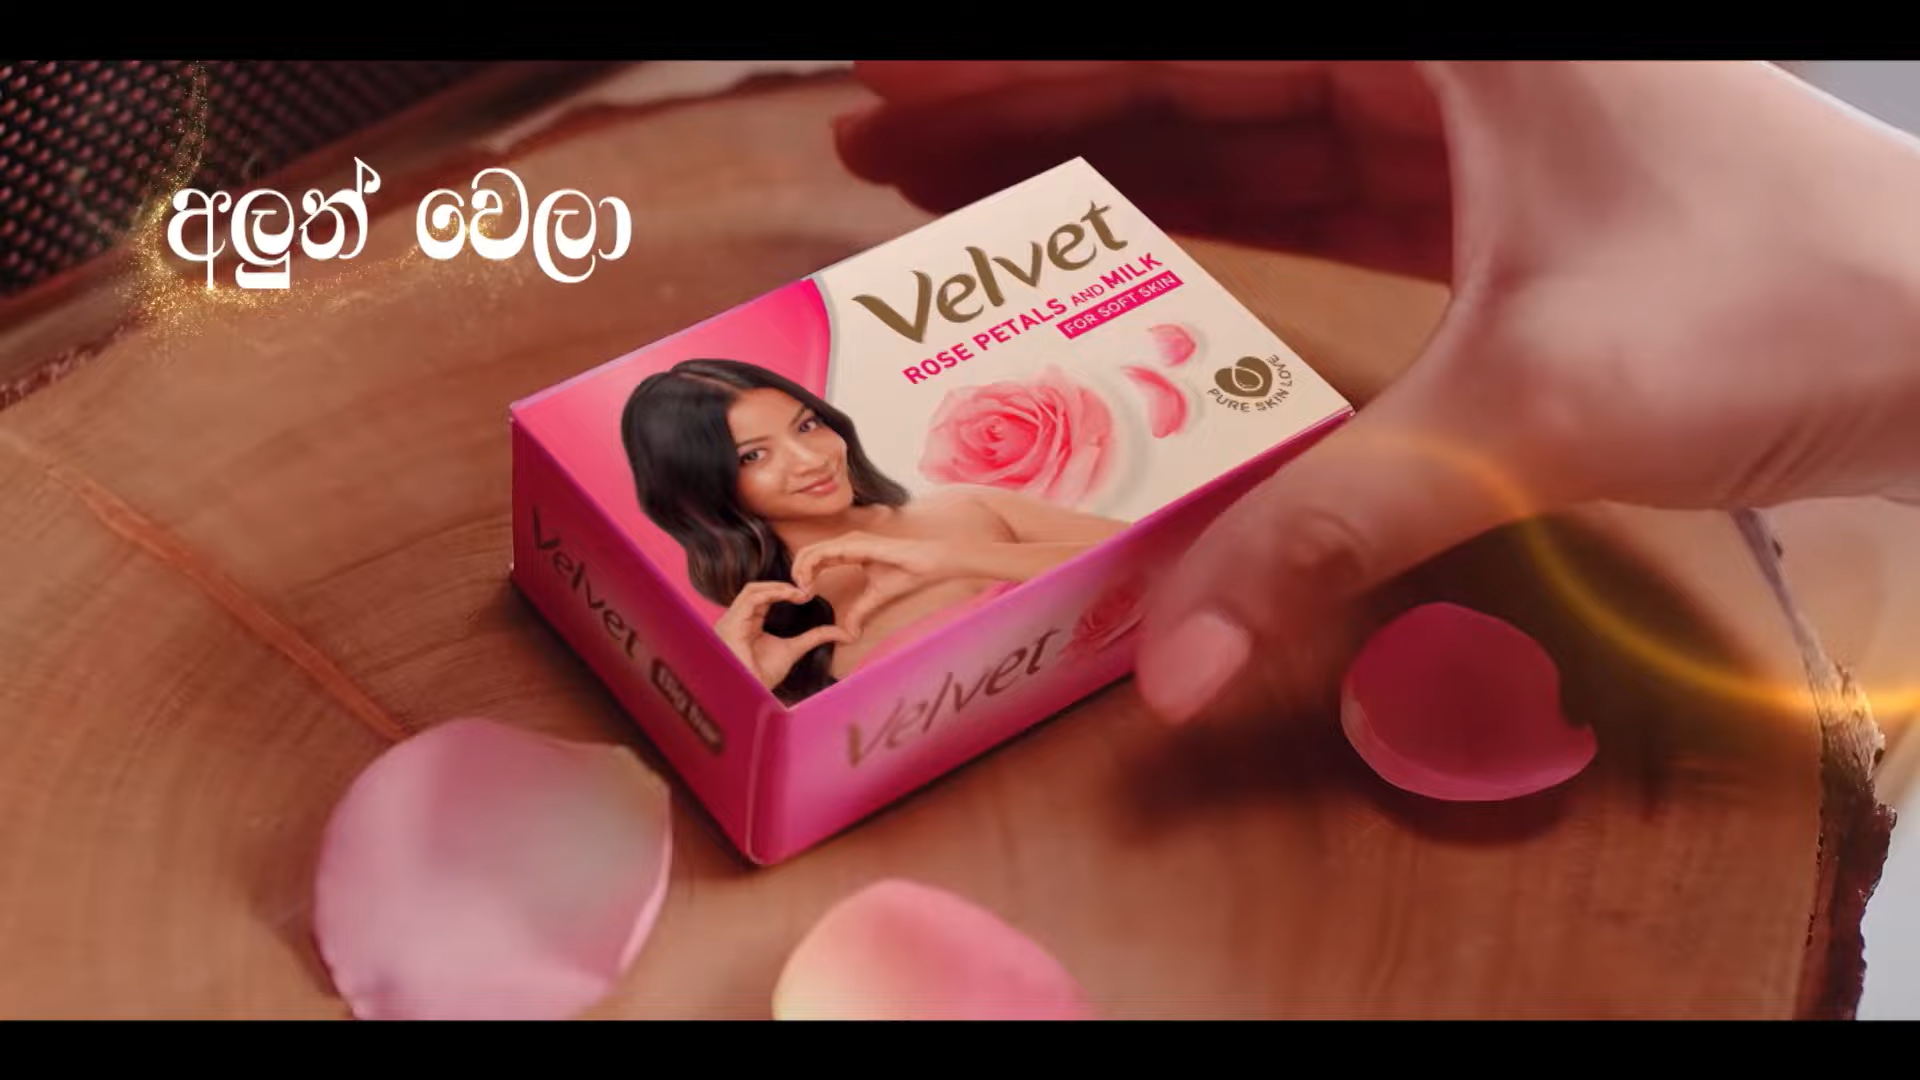 අලුත් වෙලා
Velvet
ROSE PETALS AND MILK
FOR SOFT SKIN
PURE SKIN LOVE
Velvet
Velvet